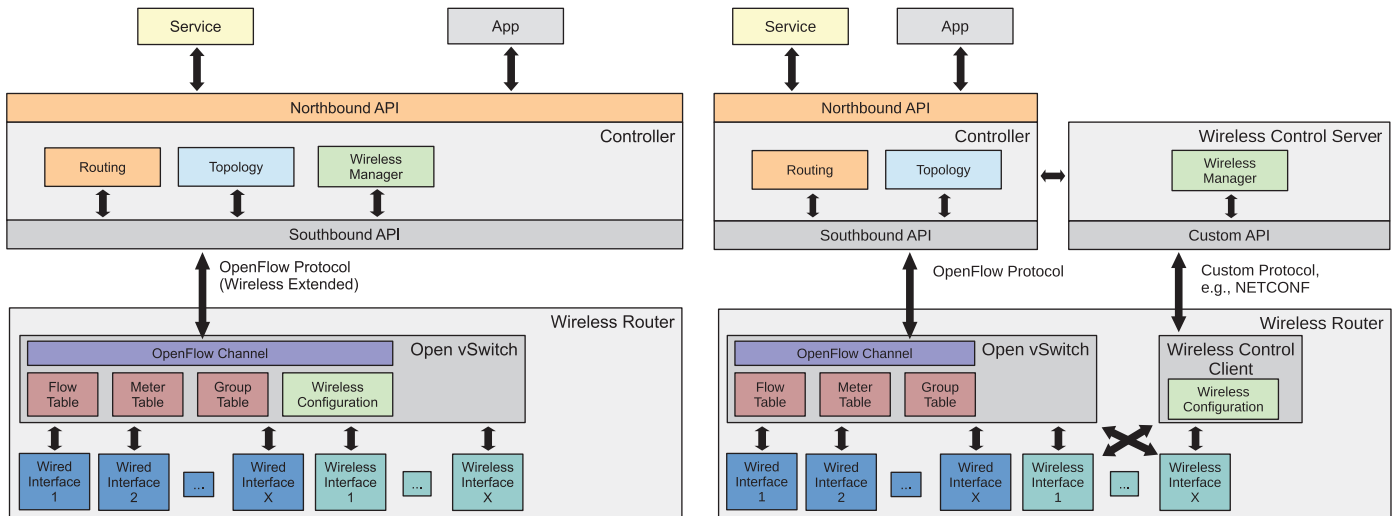 Service
App
Northbound API
Controller
Routing
Topology
Wireless
Manager
Southbound API
OpenFlow Protocol
(Wireless Extended)
Wireless Router
Open vSwitch
OpenFlow Channel
Flow
Table
Meter
Table
Group
Table
Wireless
Configuration
Wired
Interface
1
Wired
Interface
2
...
Wired
Interface
X
Wireless
Interface
1
...
Wireless
Interface
X
Service
App
Northbound API
Controller
Routing
Topology
Southbound API
Wireless Control Server
Wireless
Manager
Custom API
OpenFlow Protocol
Custom Protocol,
e.g., NETCONF
Wireless Router
OpenFlow Channel
Open vSwitch
Flow
Table
Meter
Table
Group
Table
Wireless Control
Client
Wireless
Configuration
Wired
Interface
1
Wired
Interface
2
...
Wired
Interface
X
Wireless
Interface
1
...
Wireless
Interface
X